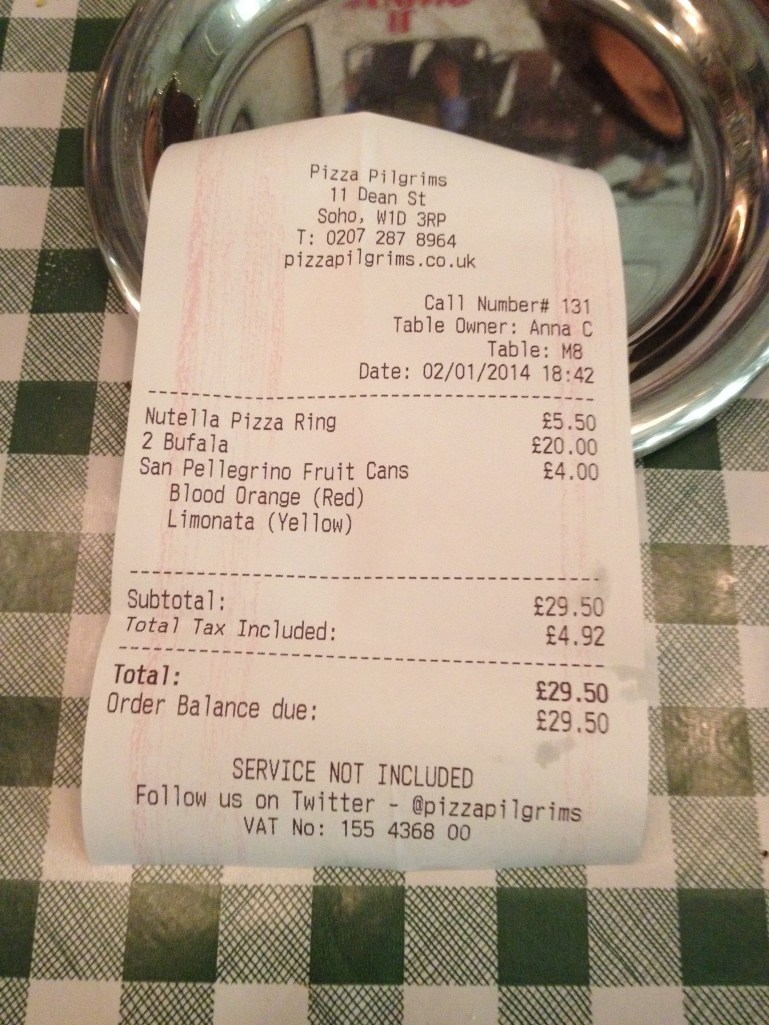 Pizza Pilgrims
11 Dean St
Soho, W1D 3RP
T: 0207 287 8964
pizzapilgrims.co.uk
Call Number# 131
Table Owner: Anna C
Table: M8
Date: 02/01/2014 18:42
Nutella Pizza Ring £5.50
2 Bufala £20.00
San Pellegrino Fruit Cans £4.00
Blood Orange (Red)
Limonata (Yellow)
Subtotal: £29.50
Total Tax Included: £4.92
Total: £29.50
Order Balance due: £29.50
SERVICE NOT INCLUDED
Follow us on Twitter - @pizzapilgrims
VAT No: 155 4368 00